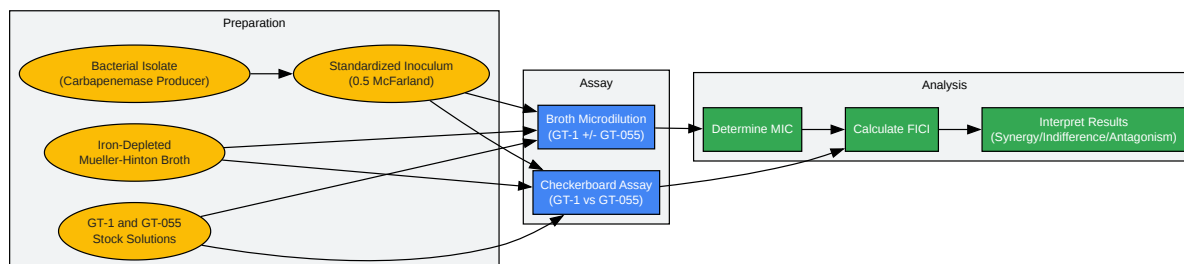 Preparation
Bacterial Isolate
(Carbapenemase Producer)
Standardized Inoculum
(0.5 McFarland)
Iron-Depleted
Mueller-Hinton Broth
GT-1 and GT-055
Stock Solutions
Assay
Broth Microdilution
(GT-1 +/- GT-055)
Checkerboard Assay
(GT-1 vs GT-055)
Analysis
Determine MIC
Calculate FICI
Interpret Results
(Synergy/Indifference/Antagonism)